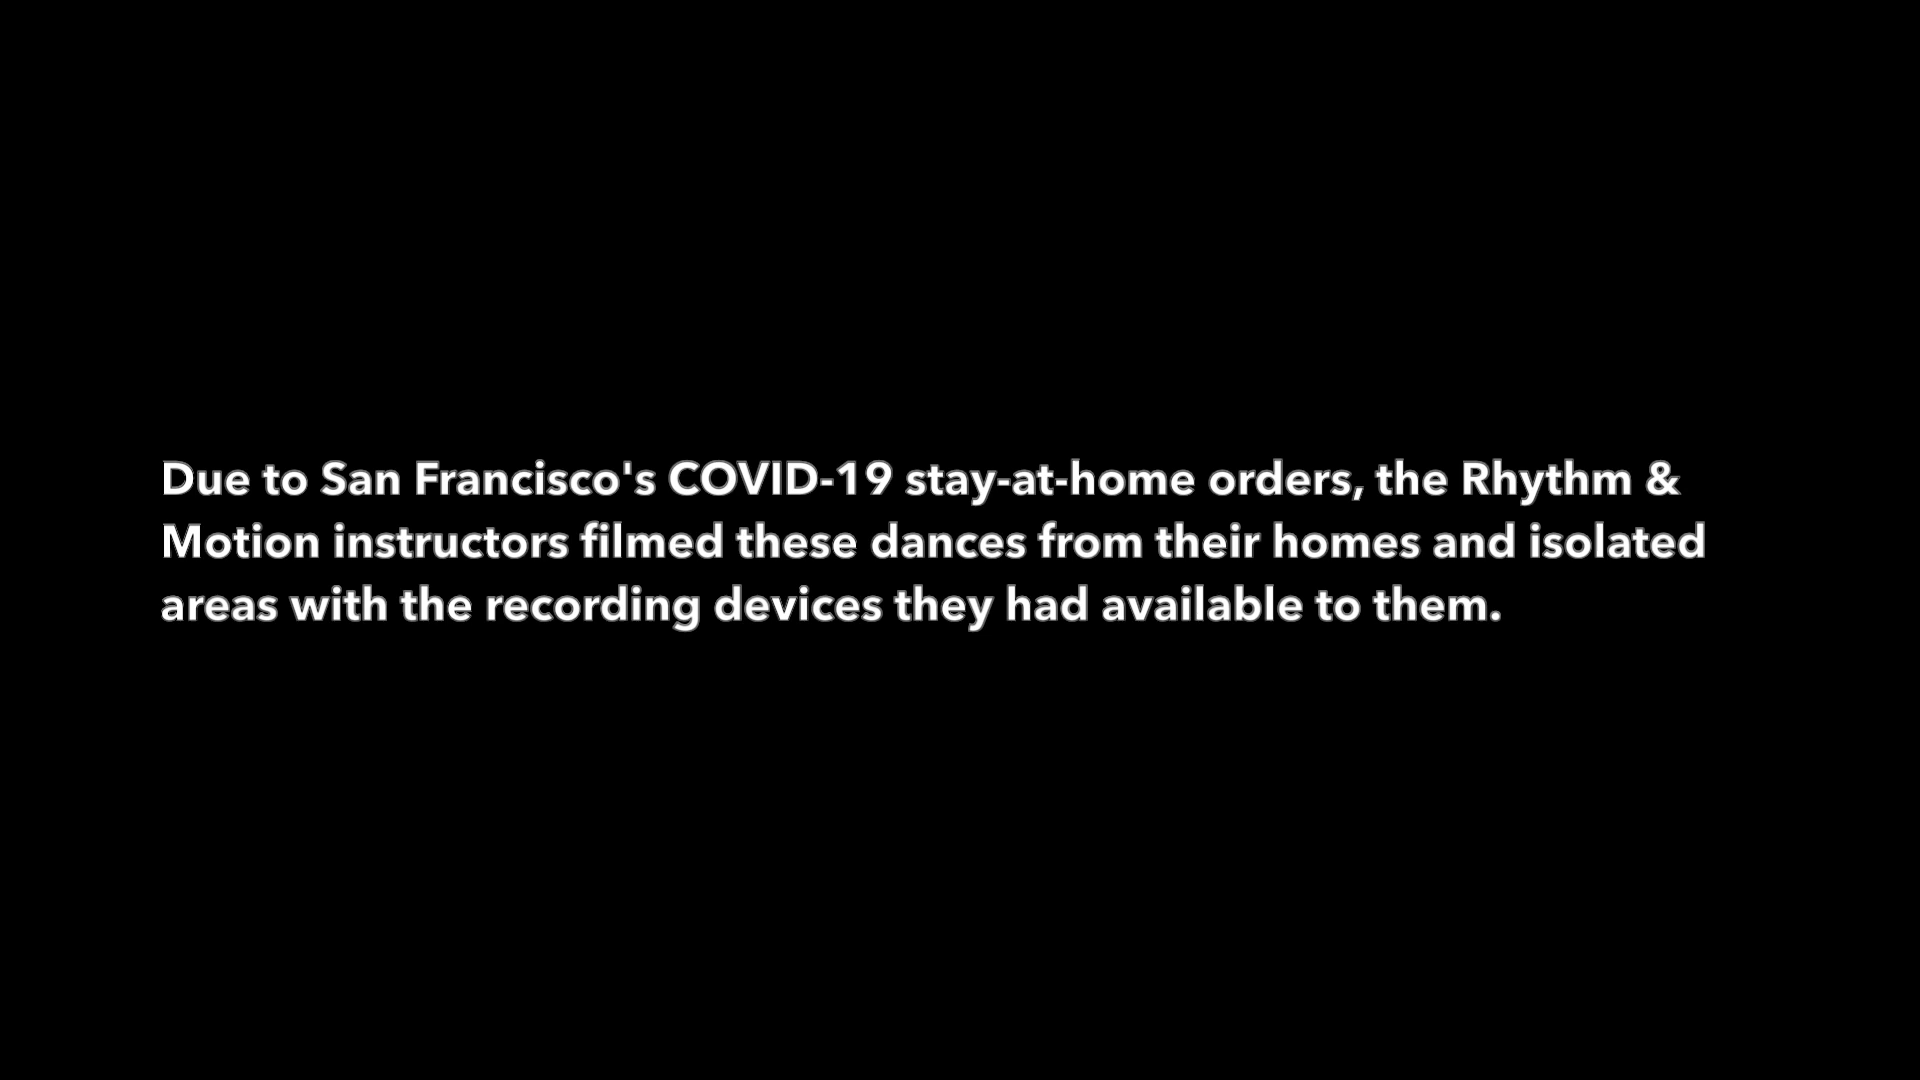 Due to San Francisco's COVID-19 stay-at-home orders, the Rhythm &
Motion instructors filmed these dances from their homes and isolated
areas with the recording devices they had available to them.